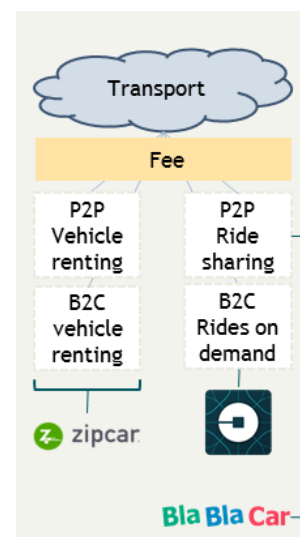 Transport
Fee
P2P
Vehicle
renting
P2P
Ride
sharing
B2C
vehicle
renting
B2C
Rides on
demand
zipcar.
BlaBlaCar